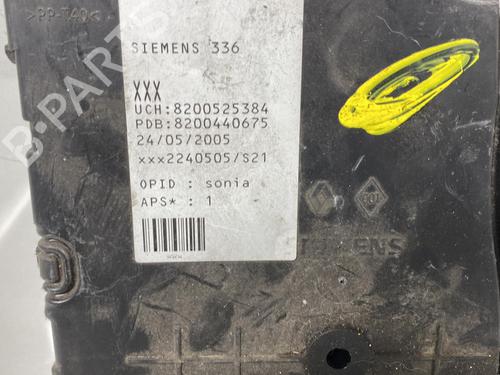 >PP-T40<
SIEMENS 336
XXX
UCH:8200525384
PDB:8200440675
24/05/2005
xxx2240505/S21
OPID : sonia
APS* : 1
SIEMENS
B-PARTS